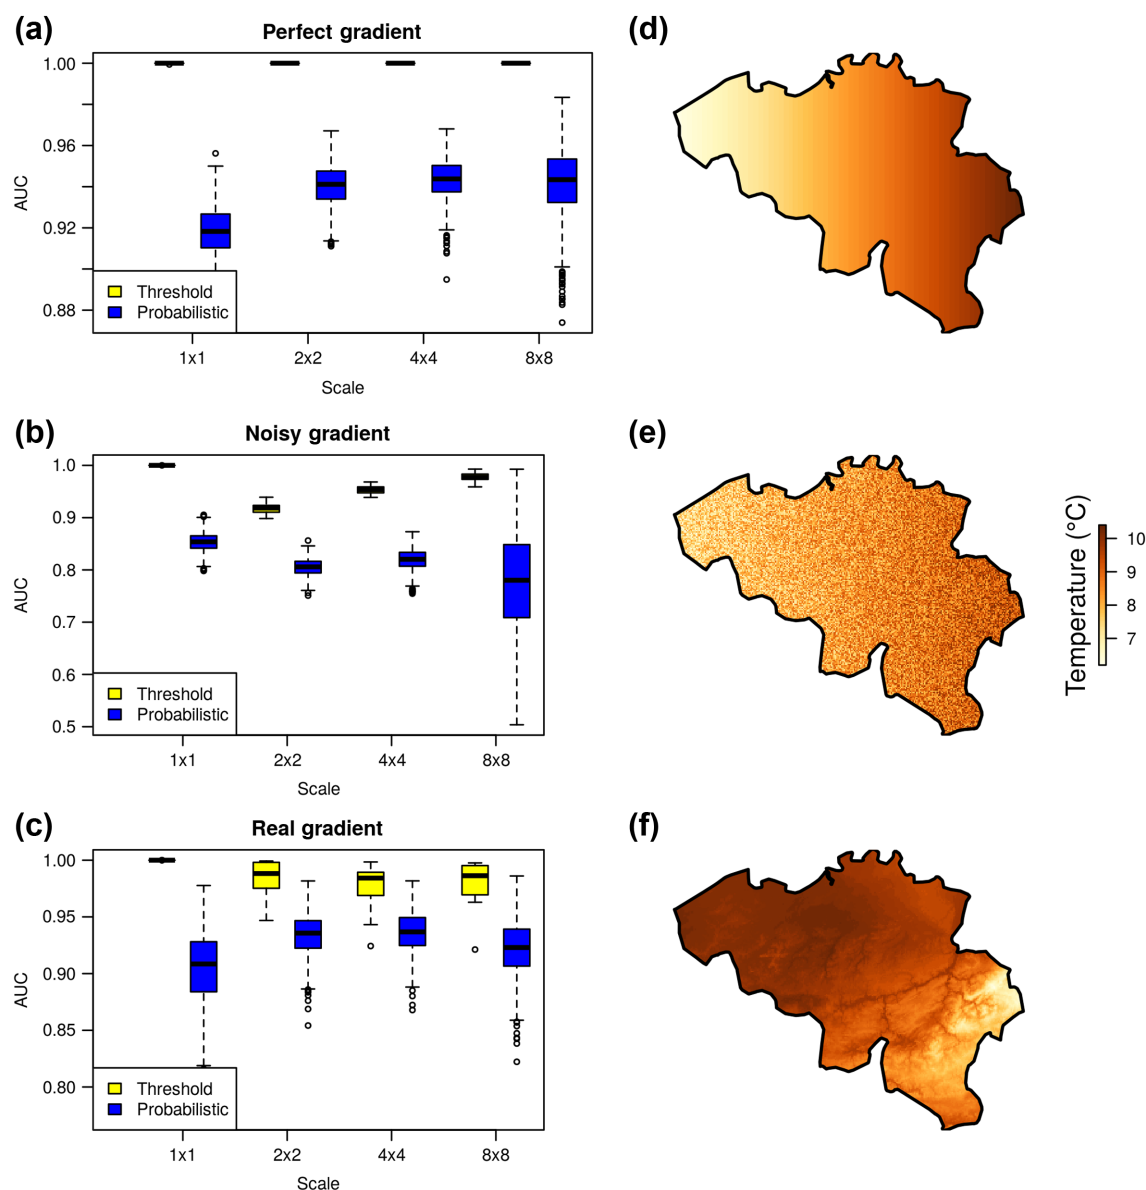 (a)
Perfect gradient
AUC
1.00
0.96
0.92
0.88
Threshold
Probabilistic
1x1
2x2
4x4
8x8
Scale
(d)
(b)
Noisy gradient
AUC
1.0
0.9
0.8
0.7
0.6
0.5
Threshold
Probabilistic
1x1
2x2
4x4
8x8
Scale
(e)
Temperature (°C)
10
9
8
7
(c)
Real gradient
AUC
1.00
0.95
0.90
0.85
0.80
Threshold
Probabilistic
1x1
2x2
4x4
8x8
Scale
(f)